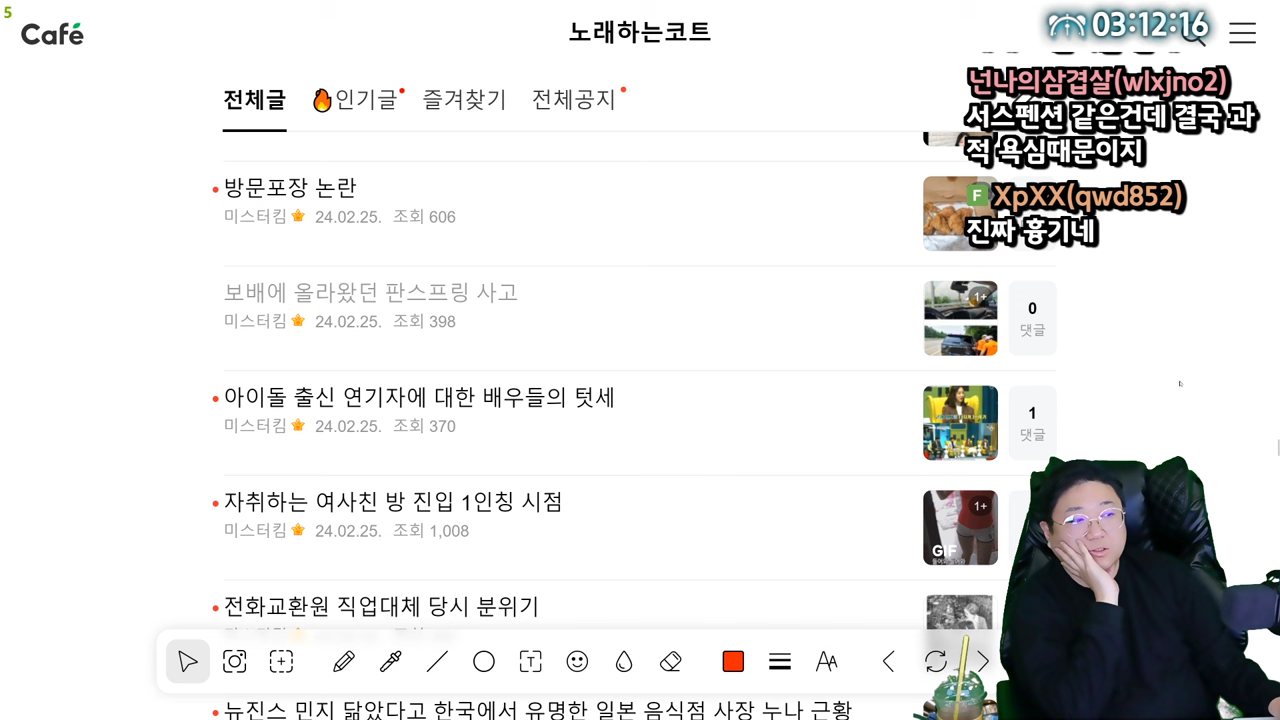 5
Café
노래하는코트
03:12:16
전체글
인기글
즐겨찾기
전체공지
넌나의삼겹살(wlxjno2)
서스펜션 같은건데 결국 과
적 욕심때문이지
F XpXX(qwd852)
진짜 흉기네
방문포장 논란
미스터킴 24.02.25. 조회 606
보배에 올라왔던 판스프링 사고
미스터킴 24.02.25. 조회 398
1+
0
댓글
아이돌 출신 연기자에 대한 배우들의 텃세
미스터킴 24.02.25. 조회 370
1
댓글
자취하는 여사친 방 진입 1인칭 시점
미스터킴 24.02.25. 조회 1,008
1+
GIF
전화교환원 직업대체 당시 분위기
T
AA
뉴진스 민지 닮았다고 한국에서 유명한 일본 음식점 사장 누나 근황